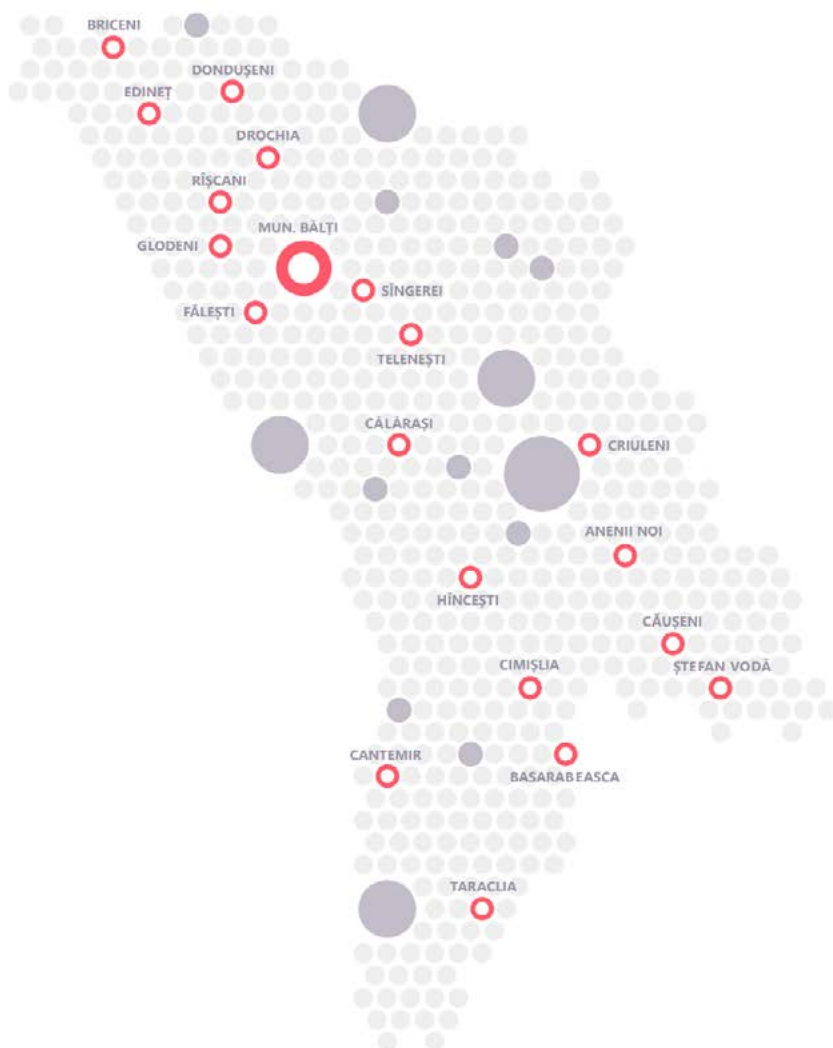 BRICENI
DONDUȘENI
EDINEȚ
DROCHIA
RÎȘCANI
MUN. BĂLȚI
GLODENI
SÎNGEREI
FĂLEȘTI
TELENEȘTI
CĂLĂRAȘI
CRIULENI
ANENII NOI
HÎNCEȘTI
CĂUȘENI
CIMIȘLIA
ȘTEFAN VODĂ
CANTEMIR
BASARABEASCA
TARACLIA